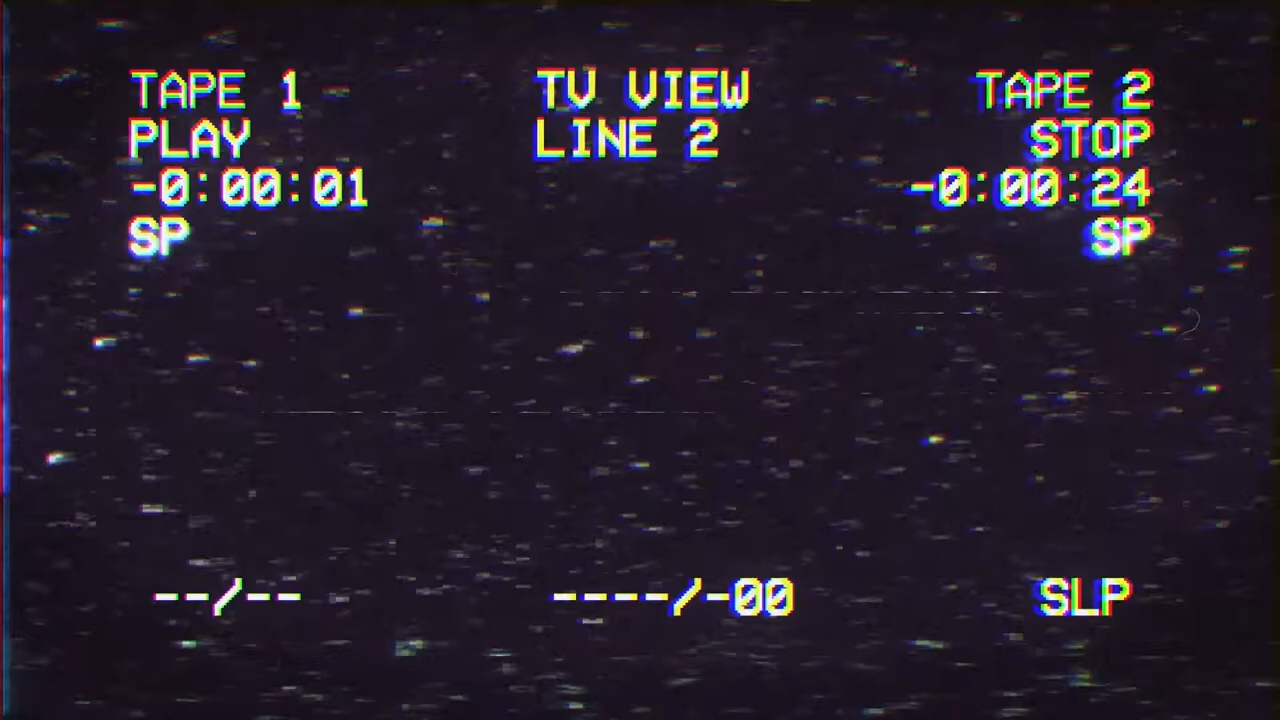 TAPE 1
PLAY
-0:00:01
SP
TV VIEW
LINE 2
TAPE 2
STOP
-0:00:24
SP
--/--
----/-00
SLP